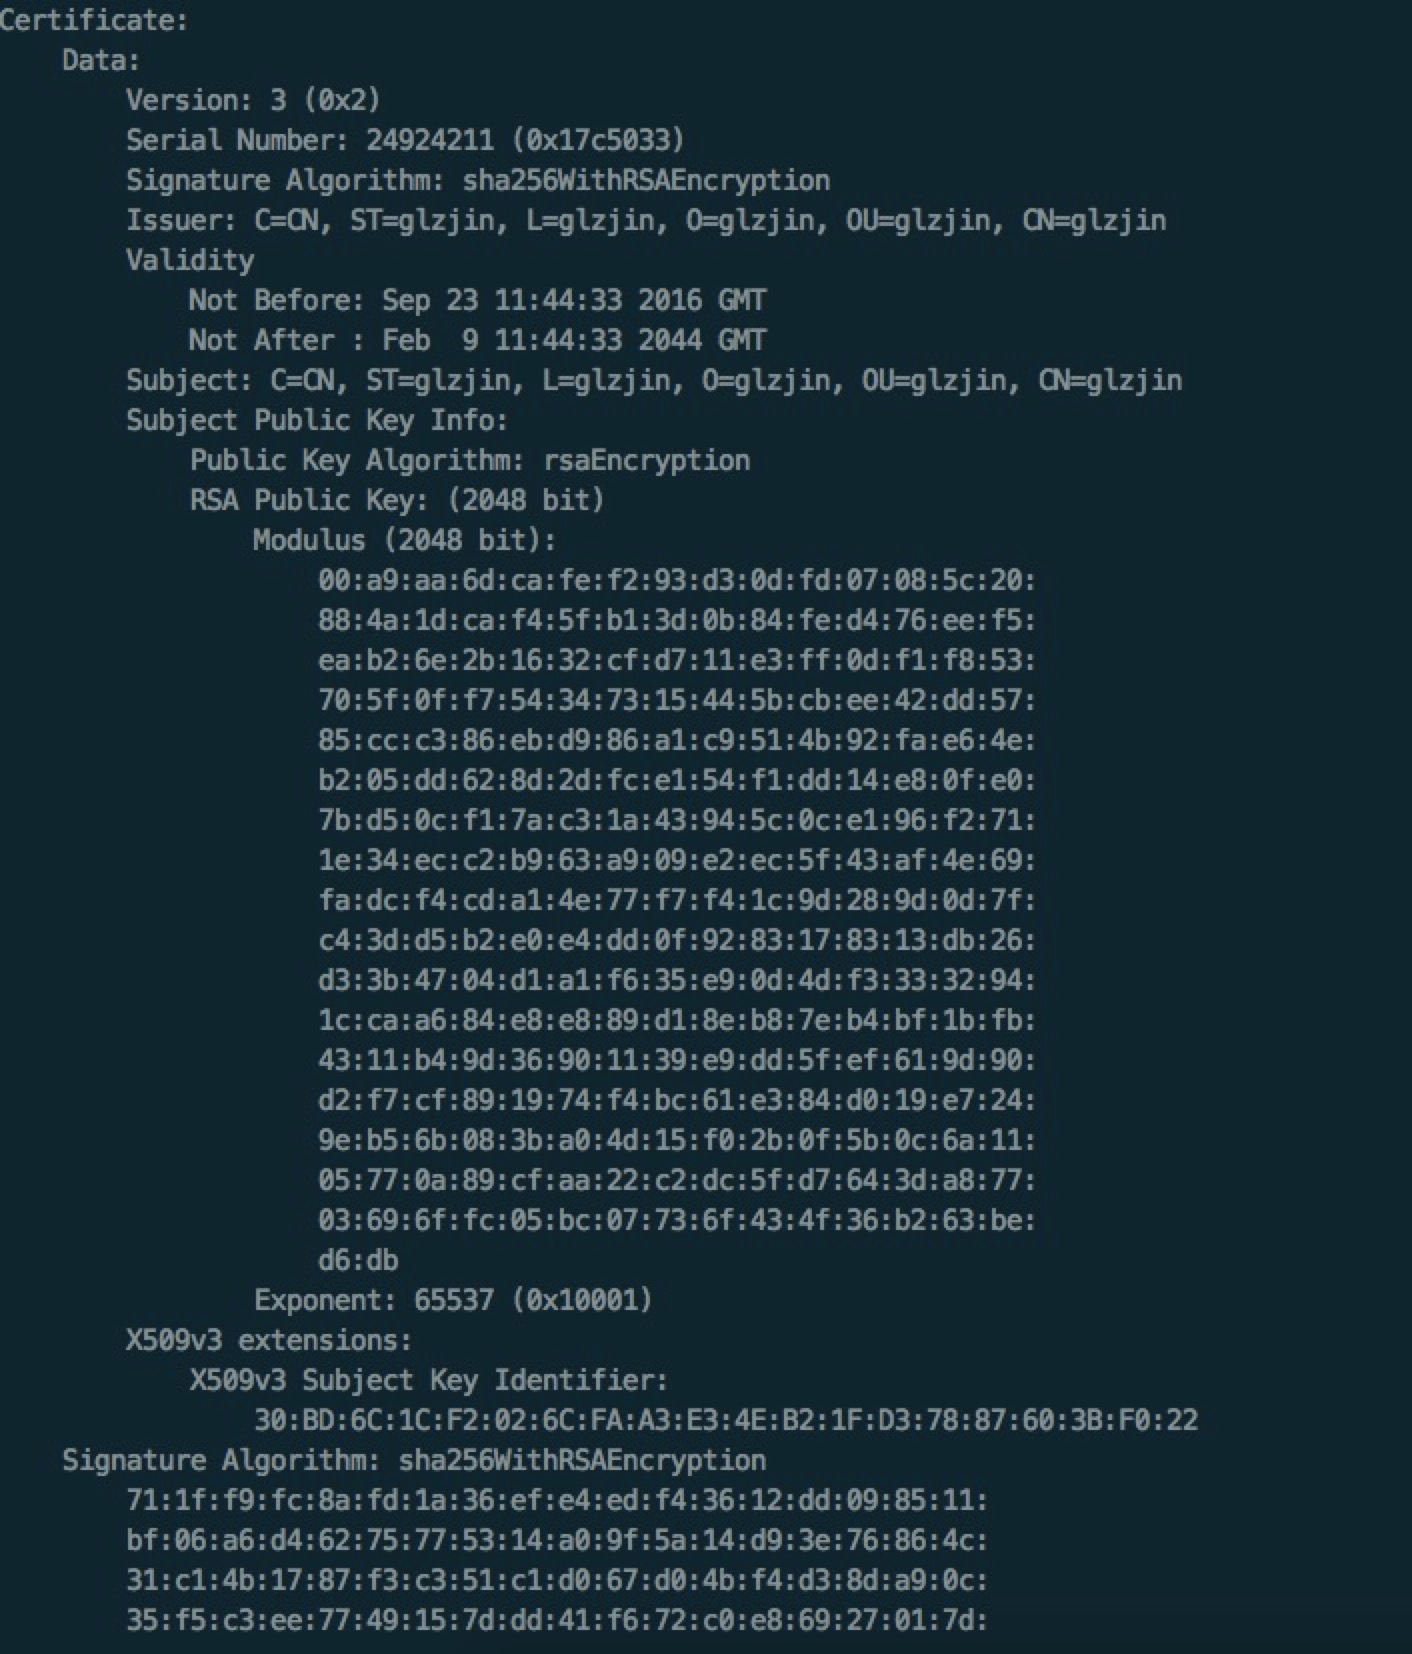 Certificate:
    Data:
        Version: 3 (0x2)
        Serial Number: 24924211 (0x17c5033)
        Signature Algorithm: sha256WithRSAEncryption
        Issuer: C=CN, ST=glzjin, L=glzjin, O=glzjin, OU=glzjin, CN=glzjin
        Validity
            Not Before: Sep 23 11:44:33 2016 GMT
            Not After : Feb  9 11:44:33 2044 GMT
        Subject: C=CN, ST=glzjin, L=glzjin, O=glzjin, OU=glzjin, CN=glzjin
        Subject Public Key Info:
            Public Key Algorithm: rsaEncryption
            RSA Public Key: (2048 bit)
                Modulus (2048 bit):
                    00:a9:aa:6d:ca:fe:f2:93:d3:0d:fd:07:08:5c:20:
                    88:4a:1d:ca:f4:5f:b1:3d:0b:84:fe:d4:76:ee:f5:
                    ea:b2:6e:2b:16:32:cf:d7:11:e3:ff:0d:f1:f8:53:
                    70:5f:0f:f7:54:34:73:15:44:5b:cb:ee:42:dd:57:
                    85:cc:c3:86:eb:d9:86:a1:c9:51:4b:92:fa:e6:4e:
                    b2:05:dd:62:8d:2d:fc:e1:54:f1:dd:14:e8:0f:e0:
                    7b:d5:0c:f1:7a:c3:1a:43:94:5c:0c:e1:96:f2:71:
                    1e:34:ec:c2:b9:63:a9:09:e2:ec:5f:43:af:4e:69:
                    fa:dc:f4:cd:a1:4e:77:f7:f4:1c:9d:28:9d:0d:7f:
                    c4:3d:d5:b2:e0:e4:dd:0f:92:83:17:83:13:db:26:
                    d3:3b:47:04:d1:a1:f6:35:e9:0d:4d:f3:33:32:94:
                    1c:ca:a6:84:e8:e8:89:d1:8e:b8:7e:b4:bf:1b:fb:
                    43:11:b4:9d:36:90:11:39:e9:dd:5f:ef:61:9d:90:
                    d2:f7:cf:89:19:74:f4:bc:61:e3:84:d0:19:e7:24:
                    9e:b5:6b:08:3b:a0:4d:15:f0:2b:0f:5b:0c:6a:11:
                    05:77:0a:89:cf:aa:22:c2:dc:5f:d7:64:3d:a8:77:
                    03:69:6f:fc:05:bc:07:73:6f:43:4f:36:b2:63:be:
                    d6:db
                Exponent: 65537 (0x10001)
        X509v3 extensions:
            X509v3 Subject Key Identifier:
                30:BD:6C:1C:F2:02:6C:FA:A3:E3:4E:B2:1F:D3:78:87:60:3B:F0:22
    Signature Algorithm: sha256WithRSAEncryption
        71:1f:f9:fc:8a:fd:1a:36:ef:e4:ed:f4:36:12:dd:09:85:11:
        bf:06:a6:d4:62:75:77:53:14:a0:9f:5a:14:d9:3e:76:86:4c:
        31:c1:4b:17:87:f3:c3:51:c1:d0:67:d0:4b:f4:d3:8d:a9:0c:
        35:f5:c3:ee:77:49:15:7d:dd:41:f6:72:c0:e8:69:27:01:7d: